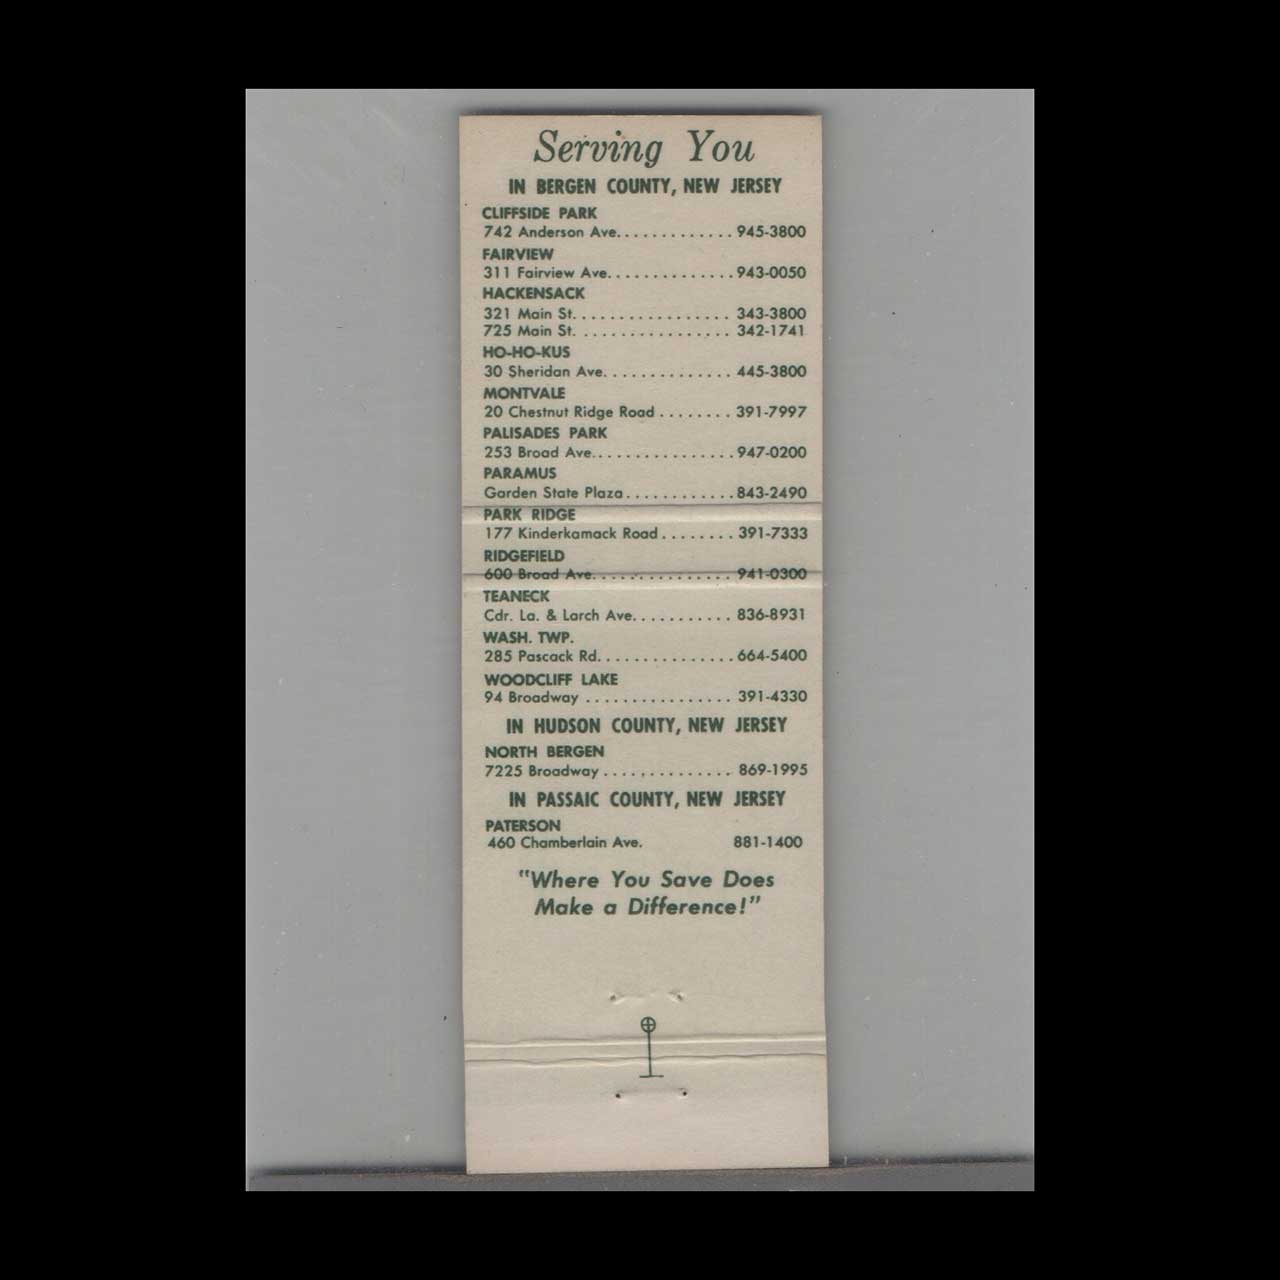 Serving You
IN BERGEN COUNTY, NEW JERSEY
CLIFFSIDE PARK
742 Anderson Ave............. 945-3800
FAIRVIEW
311 Fairview Ave.............. 943-0050
HACKENSACK
321 Main St.................. 343-3800
725 Main St.................. 342-1741
HO-HO-KUS
30 Sheridan Ave.............. 445-3800
MONTVALE
20 Chestnut Ridge Road ........ 391-7997
PALISADES PARK
253 Broad Ave................ 947-0200
PARAMUS
Garden State Plaza............ 843-2490
PARK RIDGE
177 Kinderkamack Road........ 391-7333
RIDGEFIELD
600 Broad Ave................ 941-0300
TEANECK
Cdr. La. & Larch Ave........... 836-8931
WASH. TWP.
285 Pascack Rd............... 664-5400
WOODCLIFF LAKE
94 Broadway ................ 391-4330
IN HUDSON COUNTY, NEW JERSEY
NORTH BERGEN
7225 Broadway .............. 869-1995
IN PASSAIC COUNTY, NEW JERSEY
PATERSON
460 Chamberlain Ave. 881-1400
"Where You Save Does
Make a Difference!"